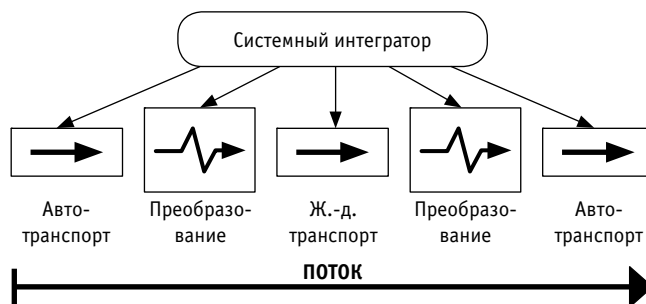 Системный интегратор
Авто-
транспорт
Преобразо-
вание
Ж.-д.
транспорт
Преобразо-
вание
Авто-
транспорт
ПОТОК